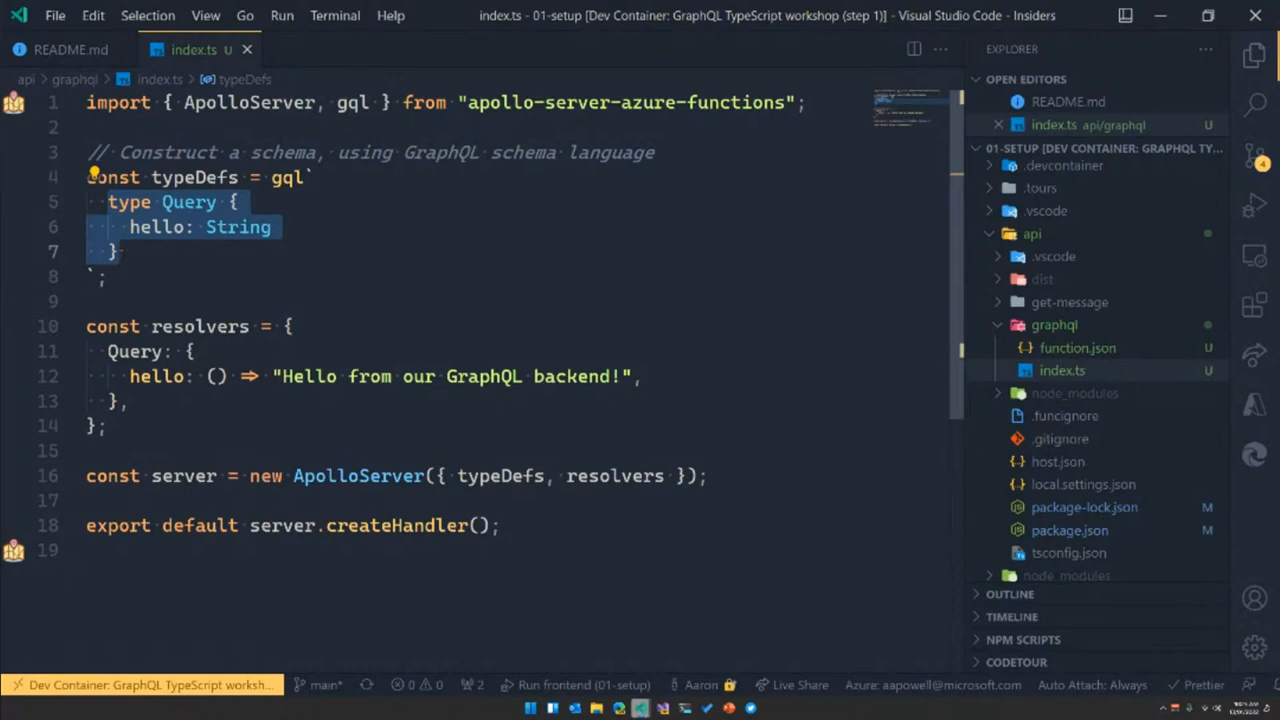 File Edit Selection View Go Run Terminal Help index.ts - 01-setup [Dev Container: GraphQL TypeScript workshop (step 1)] - Visual Studio Code - Insiders
README.md index.ts U
api > graphql > index.ts > typeDefs
1 import { ApolloServer, gql } from "apollo-server-azure-functions";
2
3 // Construct a schema, using GraphQL schema language
4 const typeDefs = gql`
5 type Query {
6 hello: String
7 }
8 `;
9
10 const resolvers = {
11 Query: {
12 hello: () => "Hello from our GraphQL backend!",
13 },
14 };
15
16 const server = new ApolloServer({ typeDefs, resolvers });
17
18 export default server.createHandler();
19
EXPLORER
OPEN EDITORS
README.md
index.ts api/graphql U
01-SETUP [DEV CONTAINER: GRAPHQL TY...
.devcontainer
.tours
.vscode
api
.vscode
dist
get-message
graphql
function.json U
index.ts U
node_modules
.funcignore
.gitignore
host.json
local.settings.json
package-lock.json M
package.json M
tsconfig.json
node_modules
OUTLINE
TIMELINE
NPM SCRIPTS
CODETOUR
4
Dev Container: GraphQL TypeScript worksh... main* 0 0 2 Run frontend (01-setup) Aaron Live Share Azure: aapowell@microsoft.com Auto Attach: Always Prettier